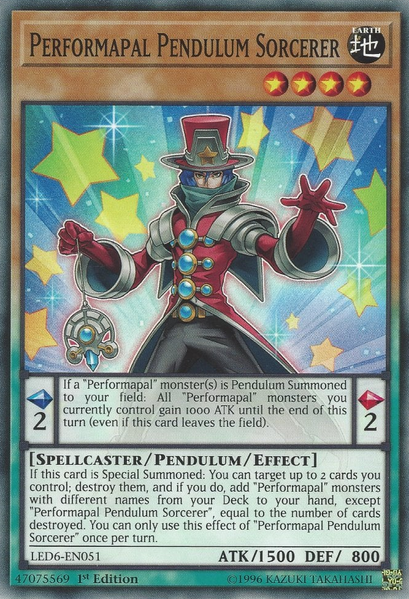 PERFORMAPAL PENDULUM SORCERER
EARTH
地
If a "Performapal" monster(s) is Pendulum Summoned
to your field: All "Performapal" monsters you
currently control gain 1000 ATK until the end of this
turn (even if this card leaves the field).
2
2
[SPELLCASTER/PENDULUM/EFFECT]
If this card is Special Summoned: You can target up to 2 cards you
control; destroy them, and if you do, add "Performapal" monsters
with different names from your Deck to your hand, except
"Performapal Pendulum Sorcerer", equal to the number of cards
destroyed. You can only use this effect of "Performapal Pendulum
Sorcerer" once per turn.
LED6-EN051
ATK/1500 DEF/ 800
47075569 1st Edition
©1996 KAZUKI TAKAHASHI